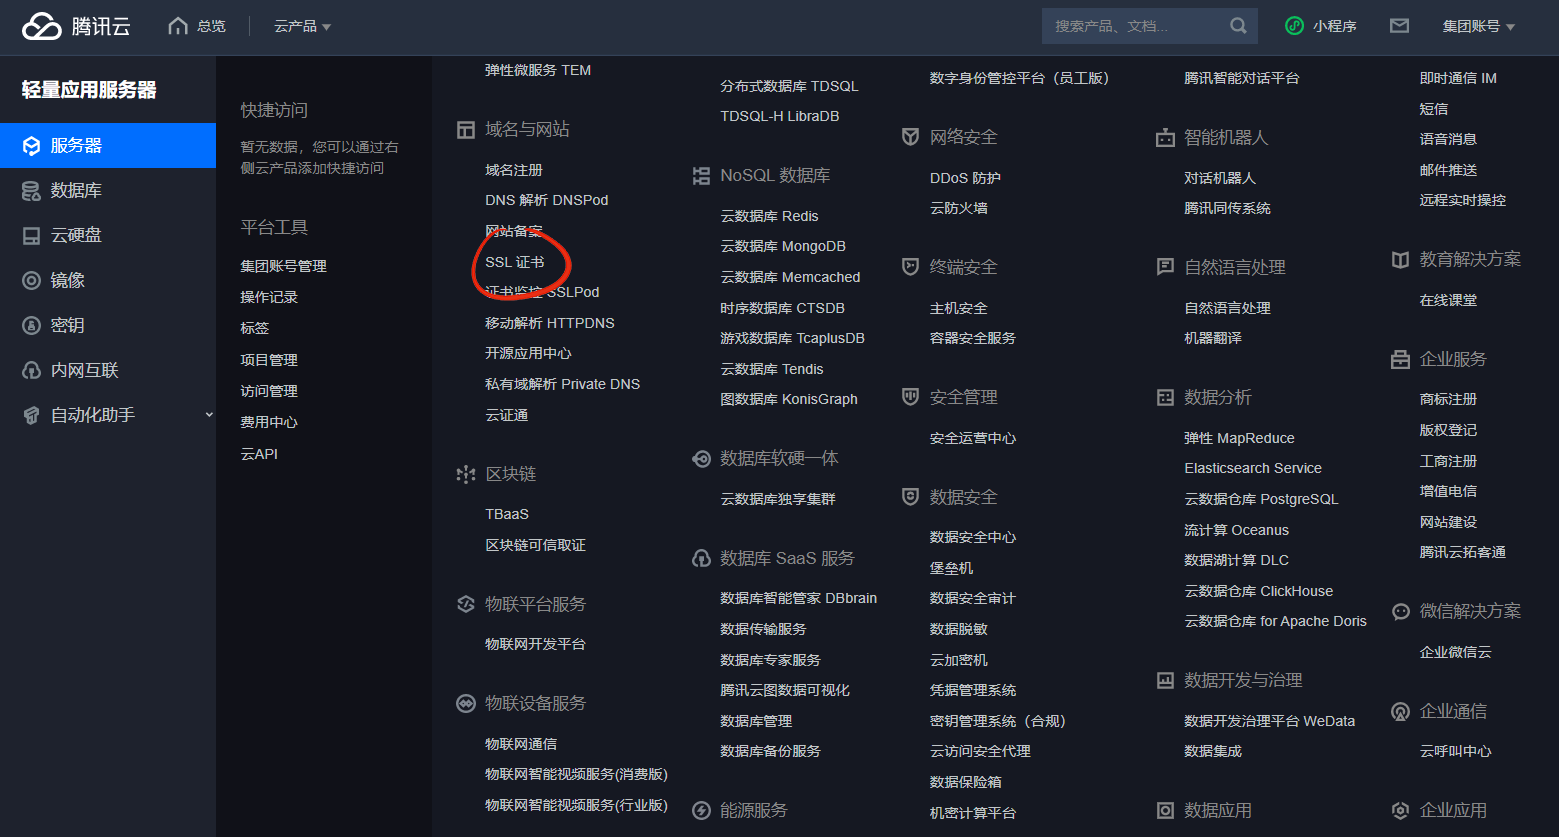 腾讯云
总览
云产品
搜索产品、文档...
小程序
集团账号
轻量应用服务器
服务器
数据库
云硬盘
镜像
密钥
内网互联
自动化助手
快捷访问
暂无数据，您可以通过右
侧云产品添加快捷访问
平台工具
集团账号管理
操作记录
标签
项目管理
访问管理
费用中心
云API
弹性微服务 TEM
域名与网站
域名注册
DNS 解析 DNSPod
网站备案
SSL 证书
证书监控 SSLPod
移动解析 HTTPDNS
开源应用中心
私有域解析 Private DNS
云证通
区块链
TBaaS
区块链可信取证
物联平台服务
物联网开发平台
物联设备服务
物联网通信
物联网智能视频服务(消费版)
物联网智能视频服务(行业版)
分布式数据库 TDSQL
TDSQL-H LibraDB
NoSQL 数据库
云数据库 Redis
云数据库 MongoDB
云数据库 Memcached
时序数据库 CTSDB
游戏数据库 TcaplusDB
云数据库 Tendis
图数据库 KonisGraph
数据库软硬一体
云数据库独享集群
数据库 SaaS 服务
数据库智能管家 DBbrain
数据传输服务
数据库专家服务
腾讯云图数据可视化
数据库管理
数据库备份服务
能源服务
数字身份管控平台（员工版）
网络安全
DDoS 防护
云防火墙
终端安全
主机安全
容器安全服务
安全管理
安全运营中心
数据安全
数据安全中心
堡垒机
数据安全审计
数据脱敏
云加密机
凭据管理系统
密钥管理系统（合规）
云访问安全代理
数据保险箱
机密计算平台
腾讯智能对话平台
智能机器人
对话机器人
腾讯同传系统
自然语言处理
自然语言处理
机器翻译
数据分析
弹性 MapReduce
Elasticsearch Service
云数据仓库 PostgreSQL
流计算 Oceanus
数据湖计算 DLC
云数据仓库 ClickHouse
云数据仓库 for Apache Doris
数据开发与治理
数据开发治理平台 WeData
数据集成
数据应用
即时通信 IM
短信
语音消息
邮件推送
远程实时操控
教育解决方案
在线课堂
企业服务
商标注册
版权登记
工商注册
增值电信
网站建设
腾讯云拓客通
微信解决方案
企业微信云
企业通信
云呼叫中心
企业应用